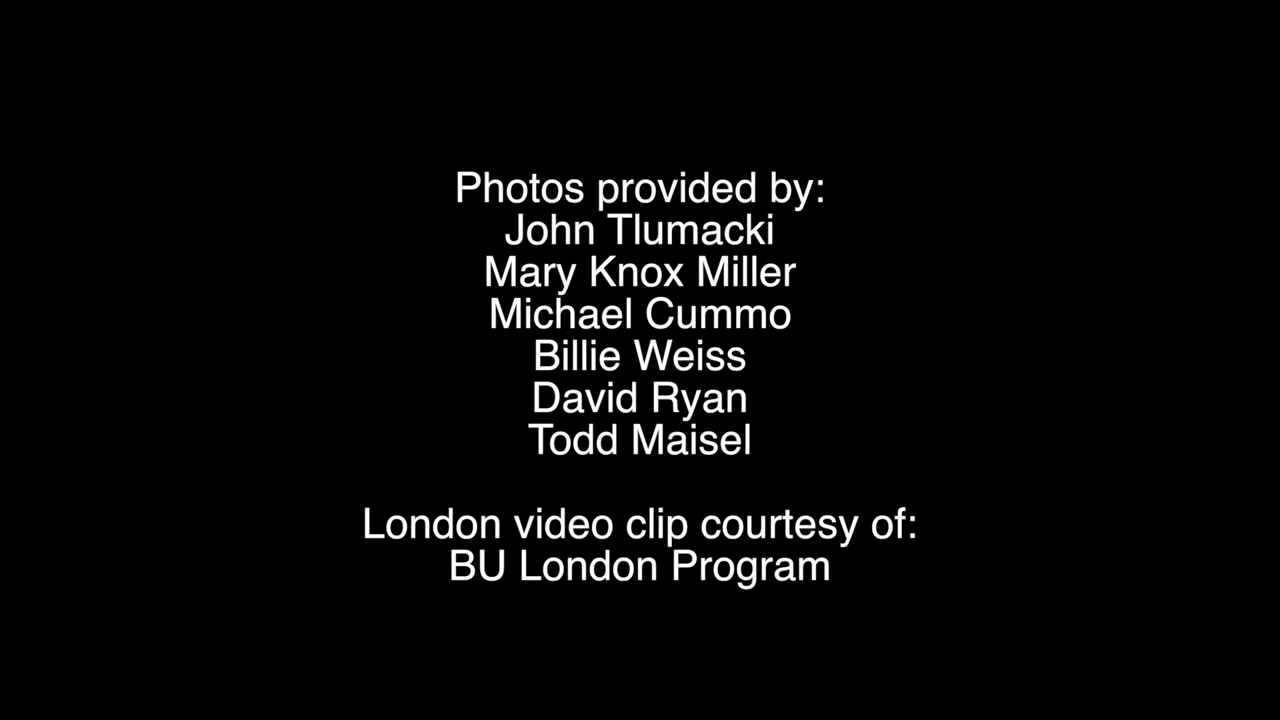 Photos provided by:
John Tlumacki
Mary Knox Miller
Michael Cummo
Billie Weiss
David Ryan
Todd Maisel
London video clip courtesy of:
BU London Program